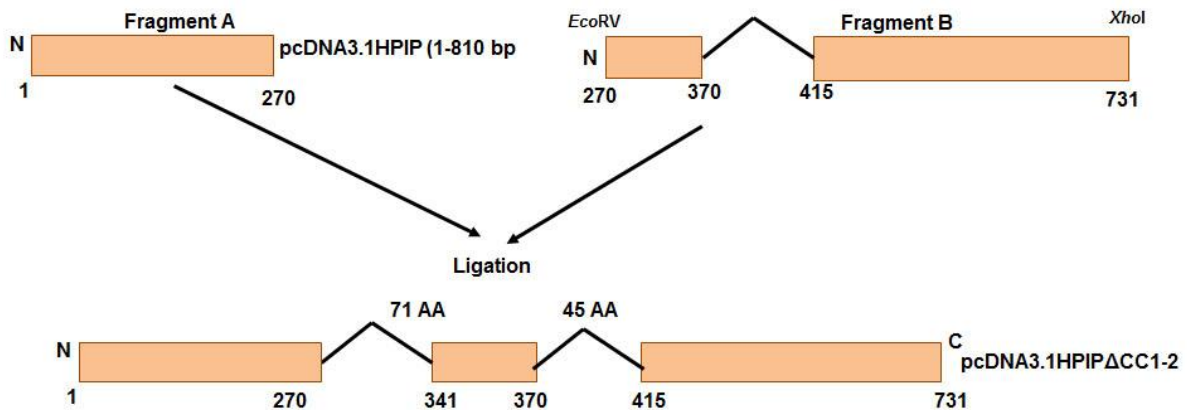 Fragment A
N
pcDNA3.1HPIP (1-810 bp
1
270
EcoRV
Fragment B
XhoI
N
270
370
415
731
Ligation
71 AA
45 AA
N
C
pcDNA3.1HPIPΔCC1-2
1
270
341
370
415
731